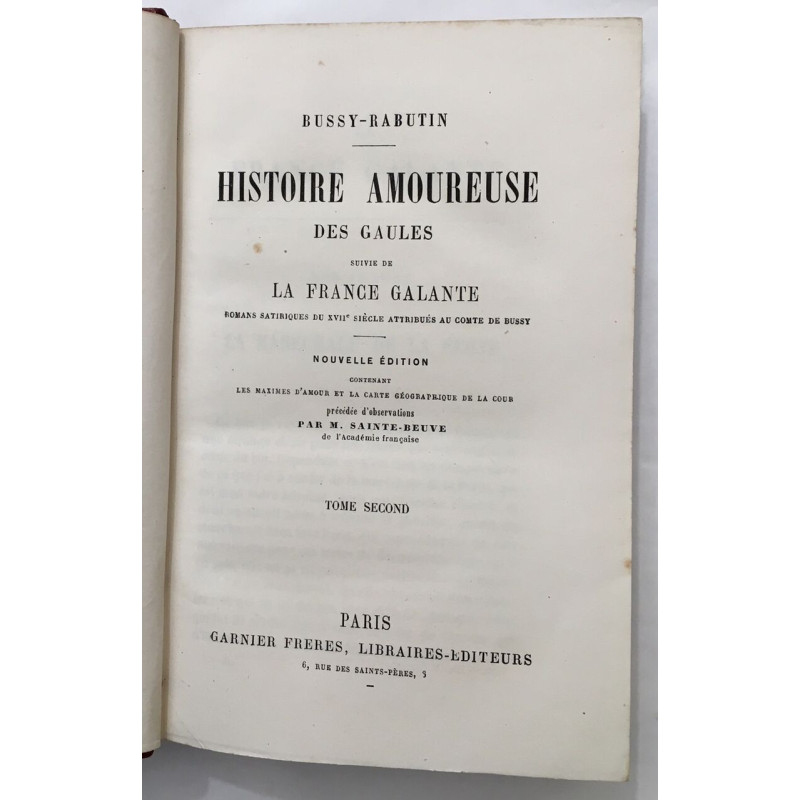 BUSSY-RABUTIN
HISTOIRE AMOUREUSE
DES GAULES
SUIVIE DE
LA FRANCE GALANTE
ROMANS SATIRIQUES DU XVIIe SIÈCLE ATTRIBUÉS AU COMTE DE BUSSY
NOUVELLE ÉDITION
CONTENANT
LES MAXIMES D'AMOUR ET LA CARTE GÉOGRAPHIQUE DE LA COUR
précédée d'observations
PAR M. SAINTE-BEUVE
de l'Académie française
TOME SECOND
PARIS
GARNIER FRERES, LIBRAIRES-EDITEURS
6, RUE DES SAINTS-PÈRES,